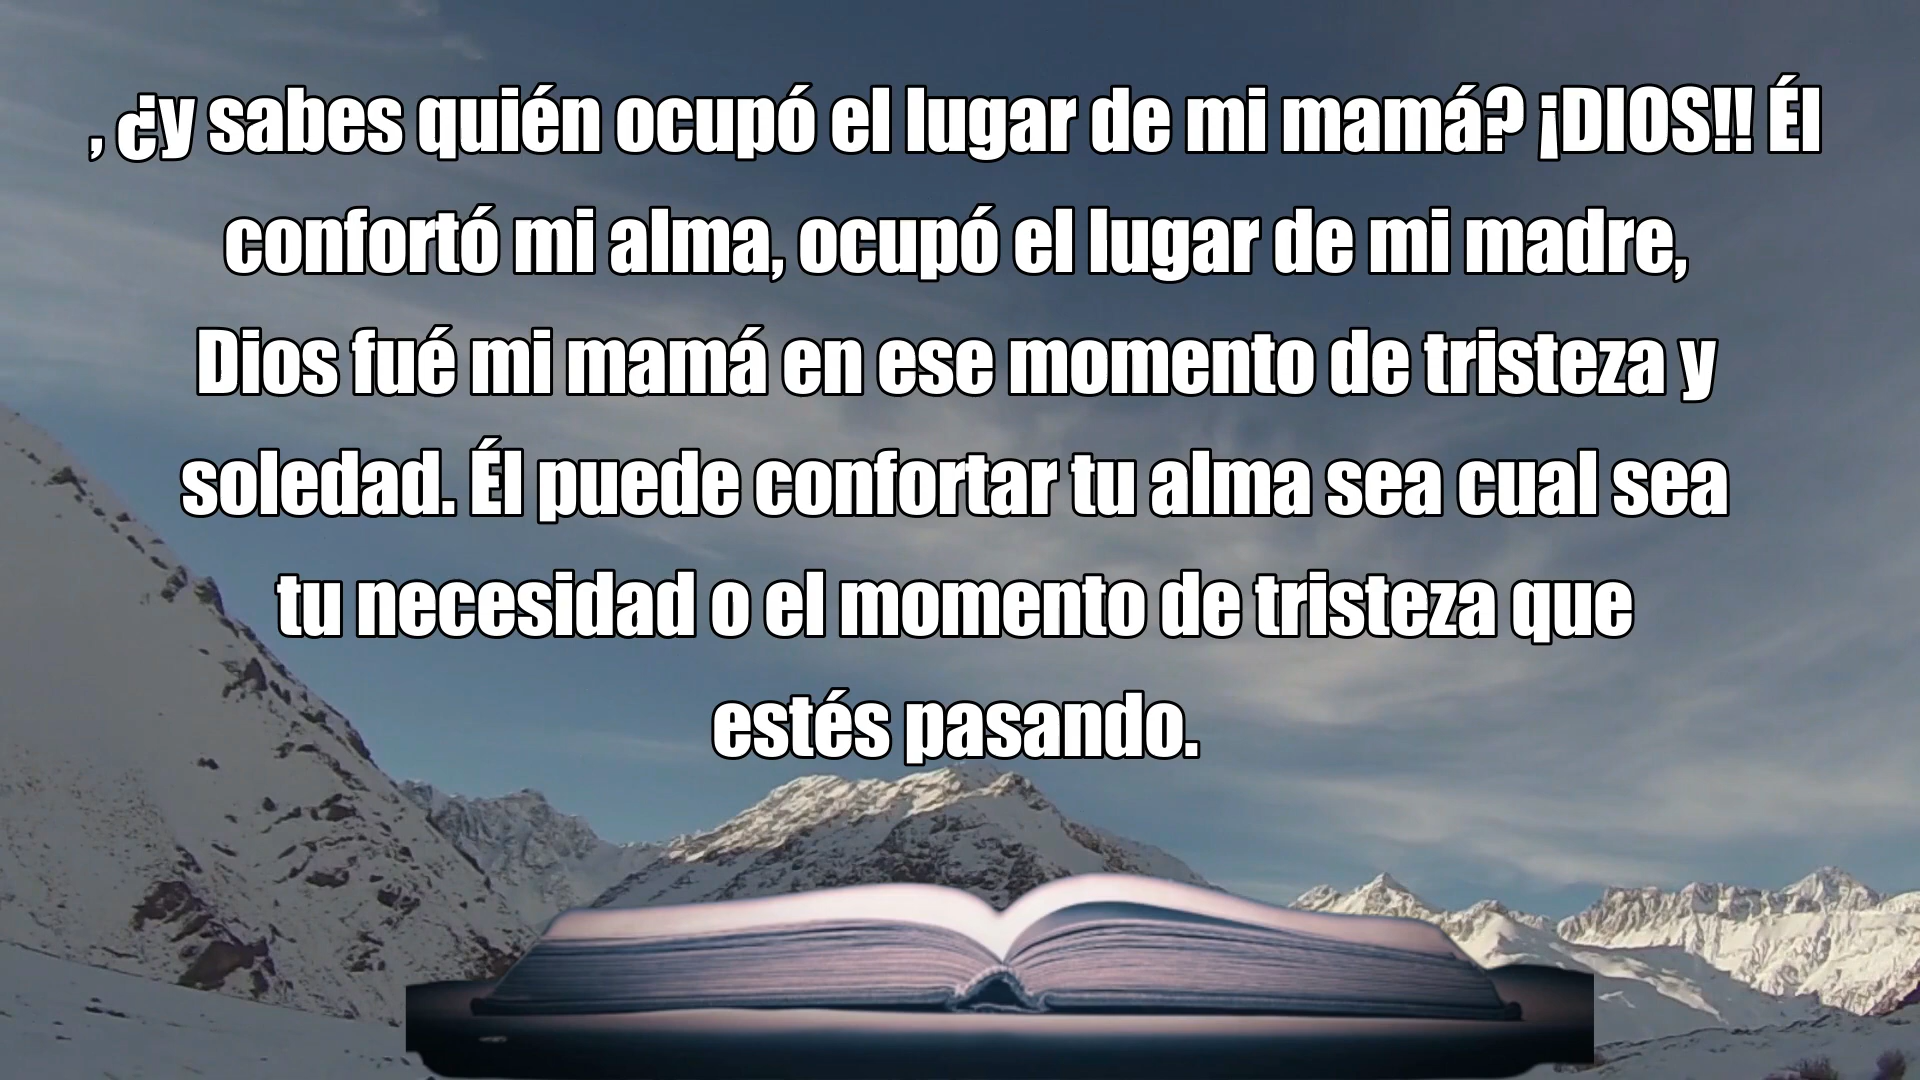 , ¿y sabes quién ocupó el lugar de mi mamá? ¡DIOS!! Él
confortó mi alma, ocupó el lugar de mi madre,
Dios fué mi mamá en ese momento de tristeza y
soledad. Él puede confortar tu alma sea cual sea
tu necesidad o el momento de tristeza que
estés pasando.